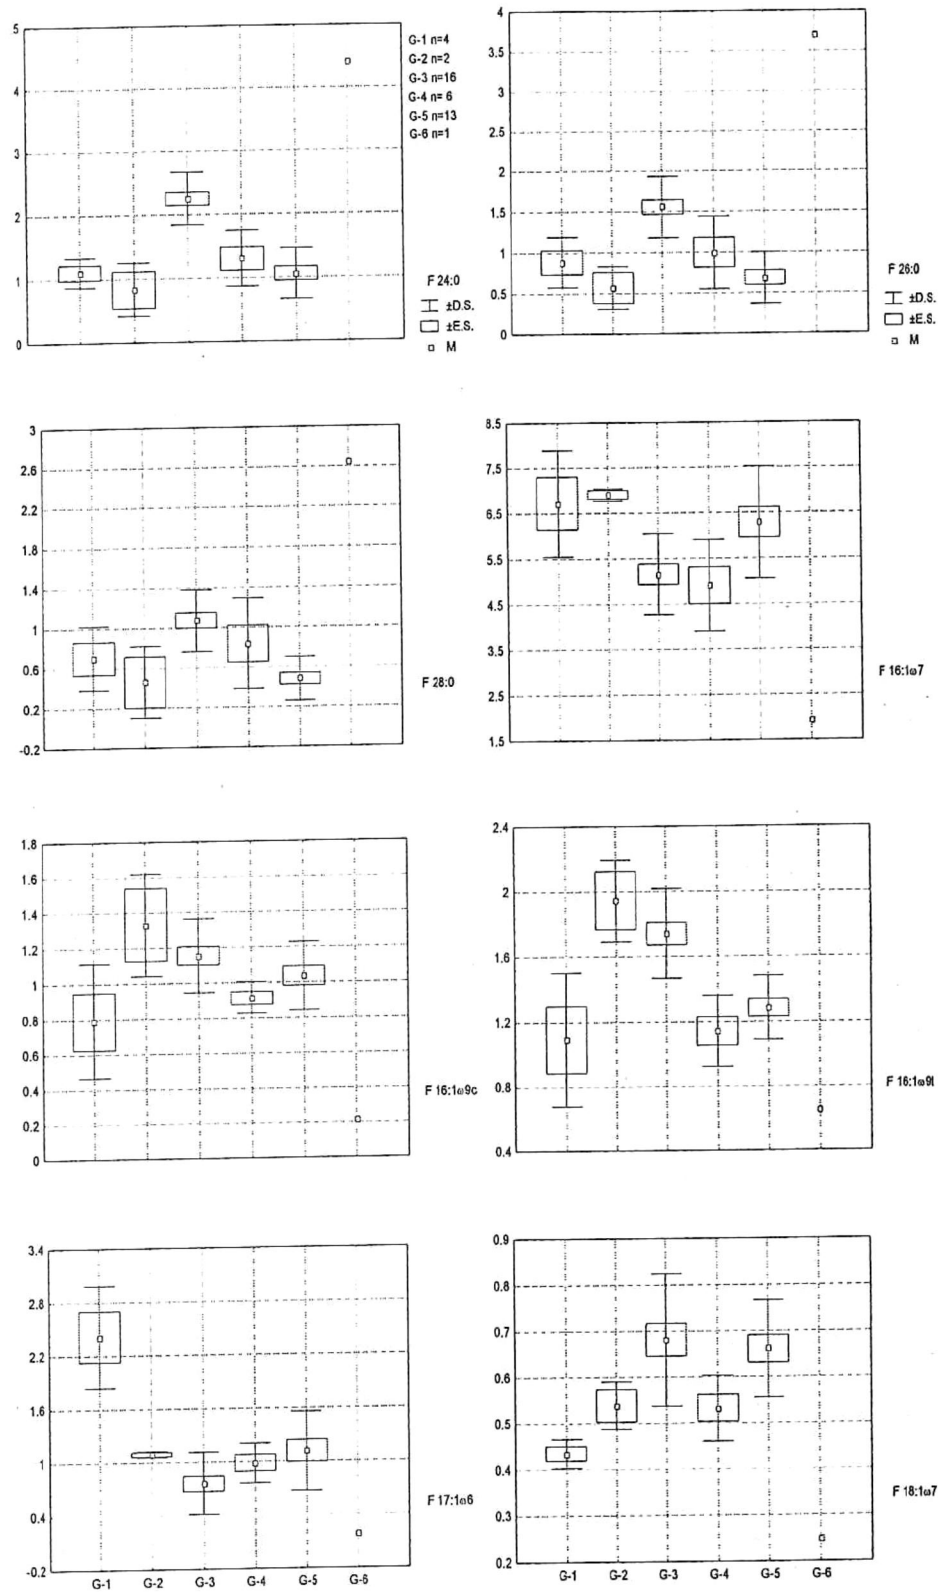 5
4
3
2
1
0
G-1 n=4
G-2 n=2
G-3 n=16
G-4 n= 6
G-5 n=13
G-6 n=1
F 24:0
±D.S.
±E.S.
M
4
3.5
3
2.5
2
1.5
1
0.5
0
F 26:0
±D.S.
±E.S.
M
3
2.6
2.2
1.8
1.4
1
0.6
0.2
-0.2
F 28:0
8.5
7.5
6.5
5.5
4.5
3.5
2.5
1.5
F 16:1ω7
1.8
1.6
1.4
1.2
1
0.8
0.6
0.4
0.2
0
F 16:1ω9c
2.4
2
1.6
1.2
0.8
0.4
F 16:1ω9t
3.4
2.8
2.2
1.6
1
0.4
-0.2
G-1 G-2 G-3 G-4 G-5 G-6
F 17:1ω6
0.9
0.8
0.7
0.6
0.5
0.4
0.3
0.2
G-1 G-2 G-3 G-4 G-5 G-6
F 18:1ω7